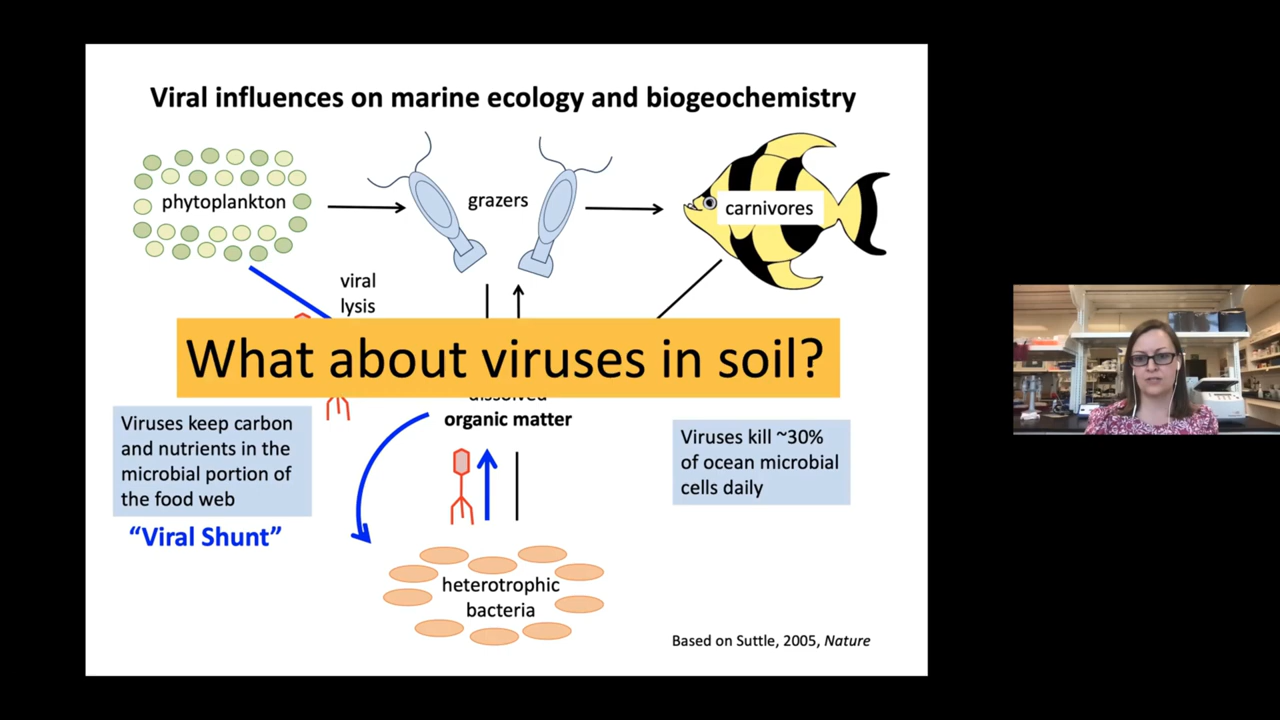 Viral influences on marine ecology and biogeochemistry
phytoplankton
grazers
carnivores
viral
lysis
What about viruses in soil?
dissolved
organic matter
Viruses keep carbon
and nutrients in the
microbial portion of
the food web
“Viral Shunt”
Viruses kill ~30%
of ocean microbial
cells daily
heterotrophic
bacteria
Based on Suttle, 2005, Nature